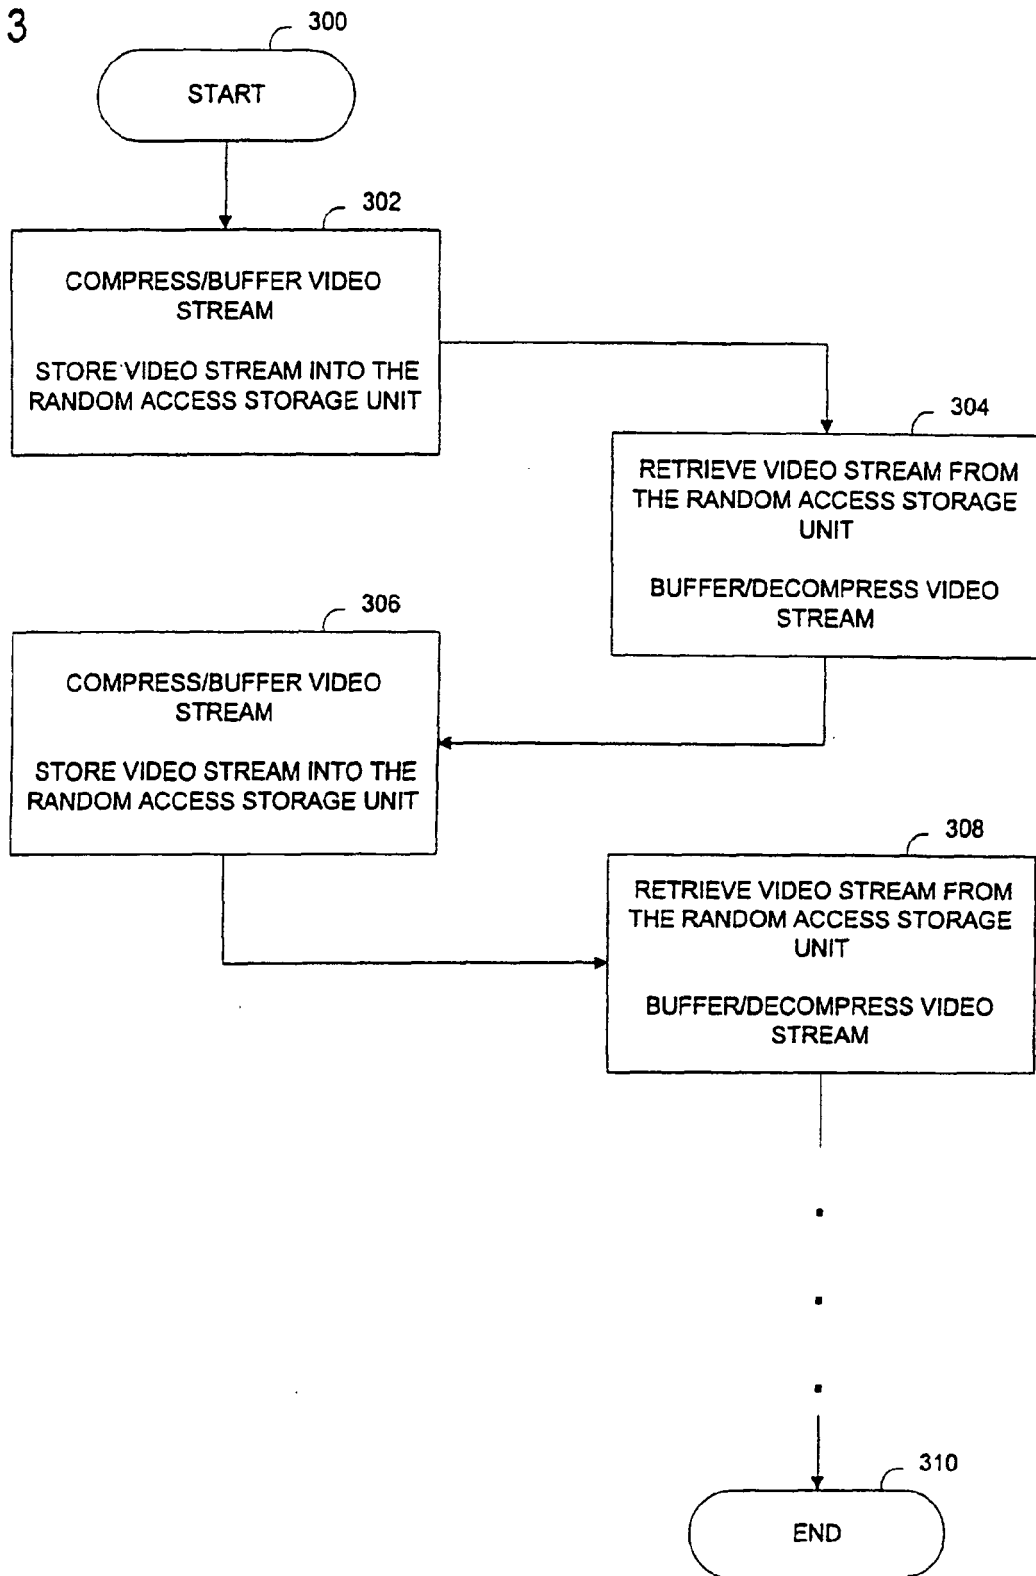 3
300
START
302
COMPRESS/BUFFER VIDEO
STREAM
STORE VIDEO STREAM INTO THE
RANDOM ACCESS STORAGE UNIT
304
RETRIEVE VIDEO STREAM FROM
THE RANDOM ACCESS STORAGE
UNIT
BUFFER/DECOMPRESS VIDEO
STREAM
306
COMPRESS/BUFFER VIDEO
STREAM
STORE VIDEO STREAM INTO THE
RANDOM ACCESS STORAGE UNIT
308
RETRIEVE VIDEO STREAM FROM
THE RANDOM ACCESS STORAGE
UNIT
BUFFER/DECOMPRESS VIDEO
STREAM
310
END